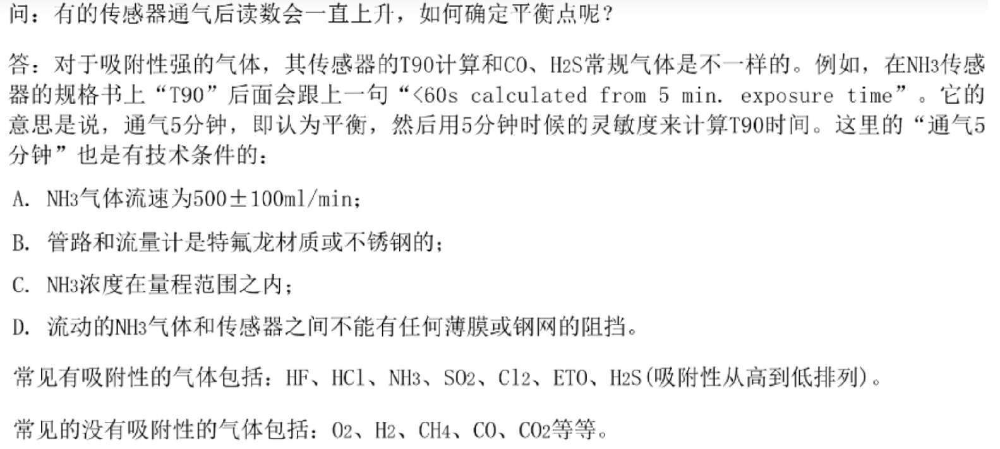 问：有的传感器通气后读数会一直上升，如何确定平衡点呢？
答：对于吸附性强的气体，其传感器的T90计算和CO、H2S常规气体是不一样的。例如，在NH3传感
器的规格书上“T90”后面会跟上一句“<60s calculated from 5 min. exposure time”。它的
意思是说，通气5分钟，即认为平衡，然后用5分钟时候的灵敏度来计算T90时间。这里的“通气5
分钟”也是有技术条件的：
A. NH3气体流速为500±100ml/min；
B. 管路和流量计是特氟龙材质或不锈钢的；
C. NH3浓度在量程范围之内；
D. 流动的NH3气体和传感器之间不能有任何薄膜或钢网的阻挡。
常见有吸附性的气体包括：HF、HCl、NH3、SO2、Cl2、ETO、H2S(吸附性从高到低排列)。
常见的没有吸附性的气体包括：O2、H2、CH4、CO、CO2等等。